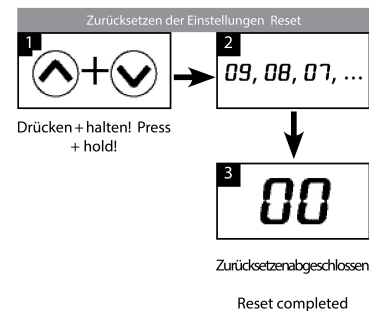 Zurücksetzen der Einstellungen Reset
1
2
+
09, 08, 07, ...
Drücken + halten! Press
+ hold!
3
00
Zurücksetzenabgeschlossen
Reset completed